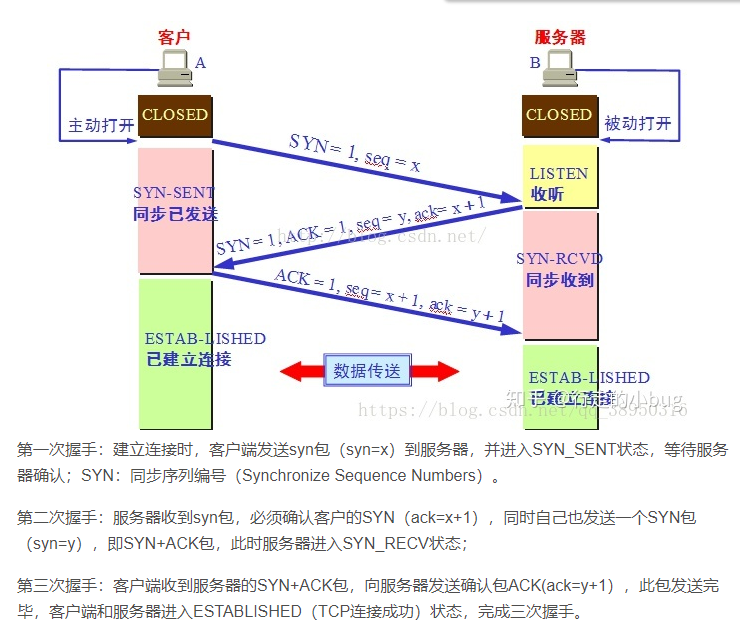 客户
服务器
A
B
CLOSED
CLOSED
主动打开
被动打开
SYN = 1, seq = x
LISTEN
收听
SYN-SENT
同步已发送
SYN = 1, ACK = 1, seq = y, ack = x + 1
http://blog.csdn.net/
SYN-RCVD
同步收到
ACK = 1, seq = x + 1, ack = y + 1
ESTAB-LISHED
已建立连接
数据传送
ESTAB-LISHED
已建立连接
知乎
的小bug
第一次握手：建立连接时，客户端发送syn包（syn=x）到服务器，并进入SYN_SENT状态，等待服务
器确认；SYN：同步序列编号（Synchronize Sequence Numbers）。
第二次握手：服务器收到syn包，必须确认客户的SYN（ack=x+1），同时自己也发送一个SYN包
（syn=y），即SYN+ACK包，此时服务器进入SYN_RECV状态；
第三次握手：客户端收到服务器的SYN+ACK包，向服务器发送确认包ACK(ack=y+1），此包发送完
毕，客户端和服务器进入ESTABLISHED（TCP连接成功）状态，完成三次握手。